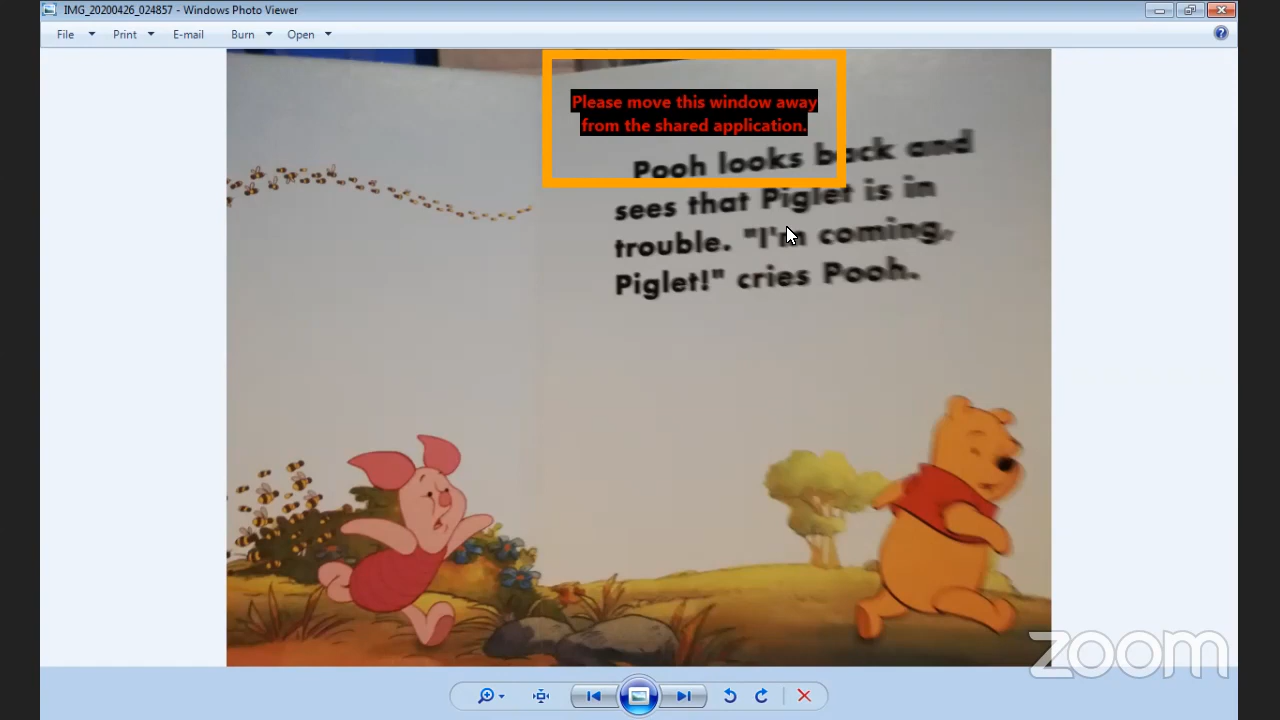 IMG_20200426_024857 - Windows Photo Viewer
File Print E-mail Burn Open
Please move this window away
from the shared application.
Pooh looks back and
sees that Piglet is in
trouble. "I'm coming,
Piglet!" cries Pooh.
zoom